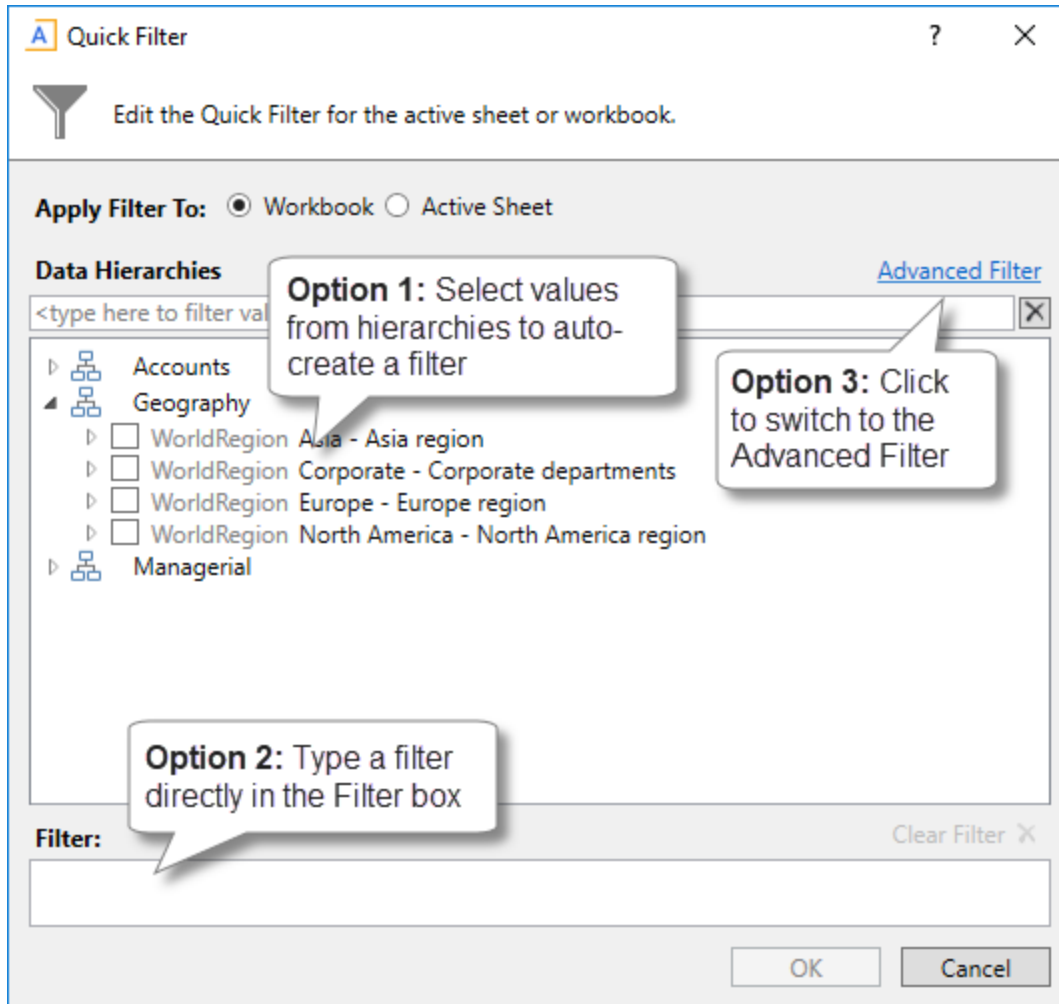 A Quick Filter ?
Edit the Quick Filter for the active sheet or workbook.
Apply Filter To: Workbook Active Sheet
Data Hierarchies
Advanced Filter
<type here to filter
Option 1: Select values
from hierarchies to auto-
create a filter
Option 3: Click
to switch to the
Advanced Filter
Accounts
Geography
WorldRegion Asia - Asia region
WorldRegion Corporate - Corporate departments
WorldRegion Europe - Europe region
WorldRegion North America - North America region
Managerial
Option 2: Type a filter
directly in the Filter box
Filter:
Clear Filter
OK Cancel